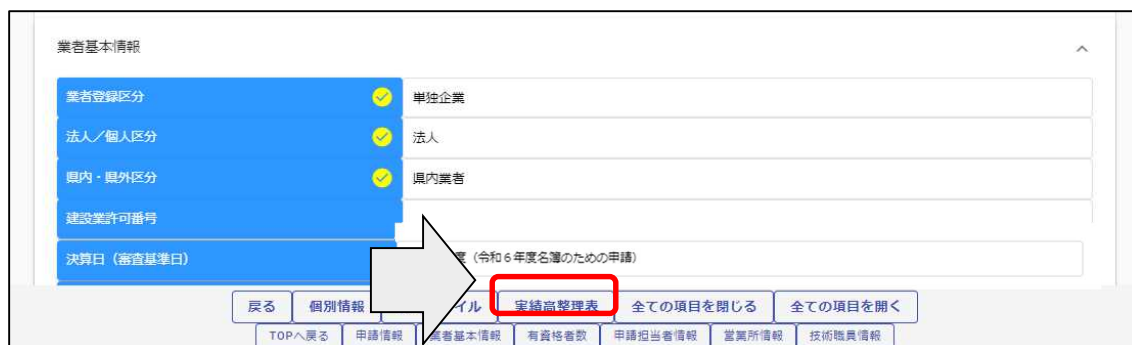 業者基本情報
業者登録区分 単独企業
法人／個人区分 法人
県内・県外区分 県内業者
建設業許可番号
決算日（審査基準日） 度（令和６年度名簿のための申請）
戻る 個別情報 イル 実績高整理表 全ての項目を閉じる 全ての項目を開く
TOPへ戻る 申請情報 業者基本情報 有資格者数 申請担当者情報 営業所情報 技術職員情報